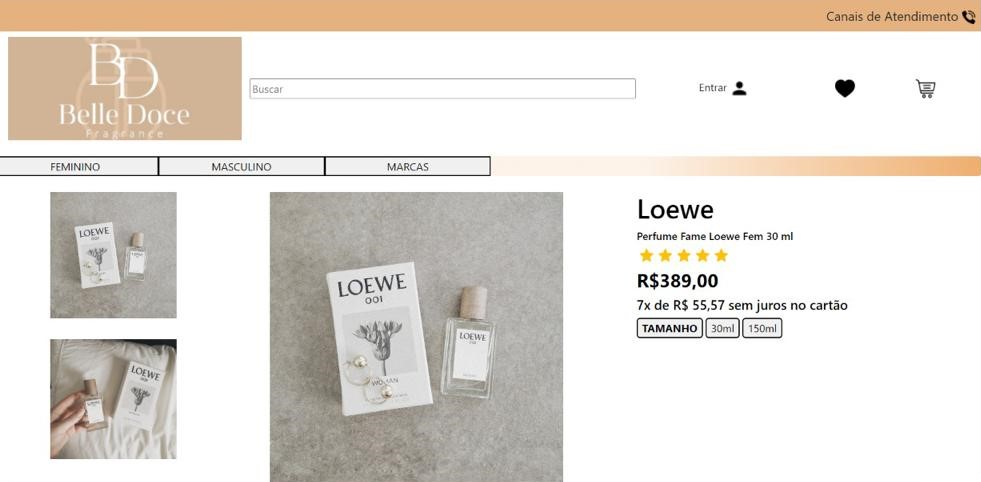 Canais de Atendimento
BD
Belle Doce
Fragrance
Buscar
Entrar
FEMININO
MASCULINO
MARCAS
LOEWE
001
LOEWE
LOEWE
001
LOEWE
001
WOMAN
LOEWE
Loewe
Perfume Fame Loewe Fem 30 ml
R$389,00
7x de R$ 55,57 sem juros no cartão
TAMANHO 30ml 150ml